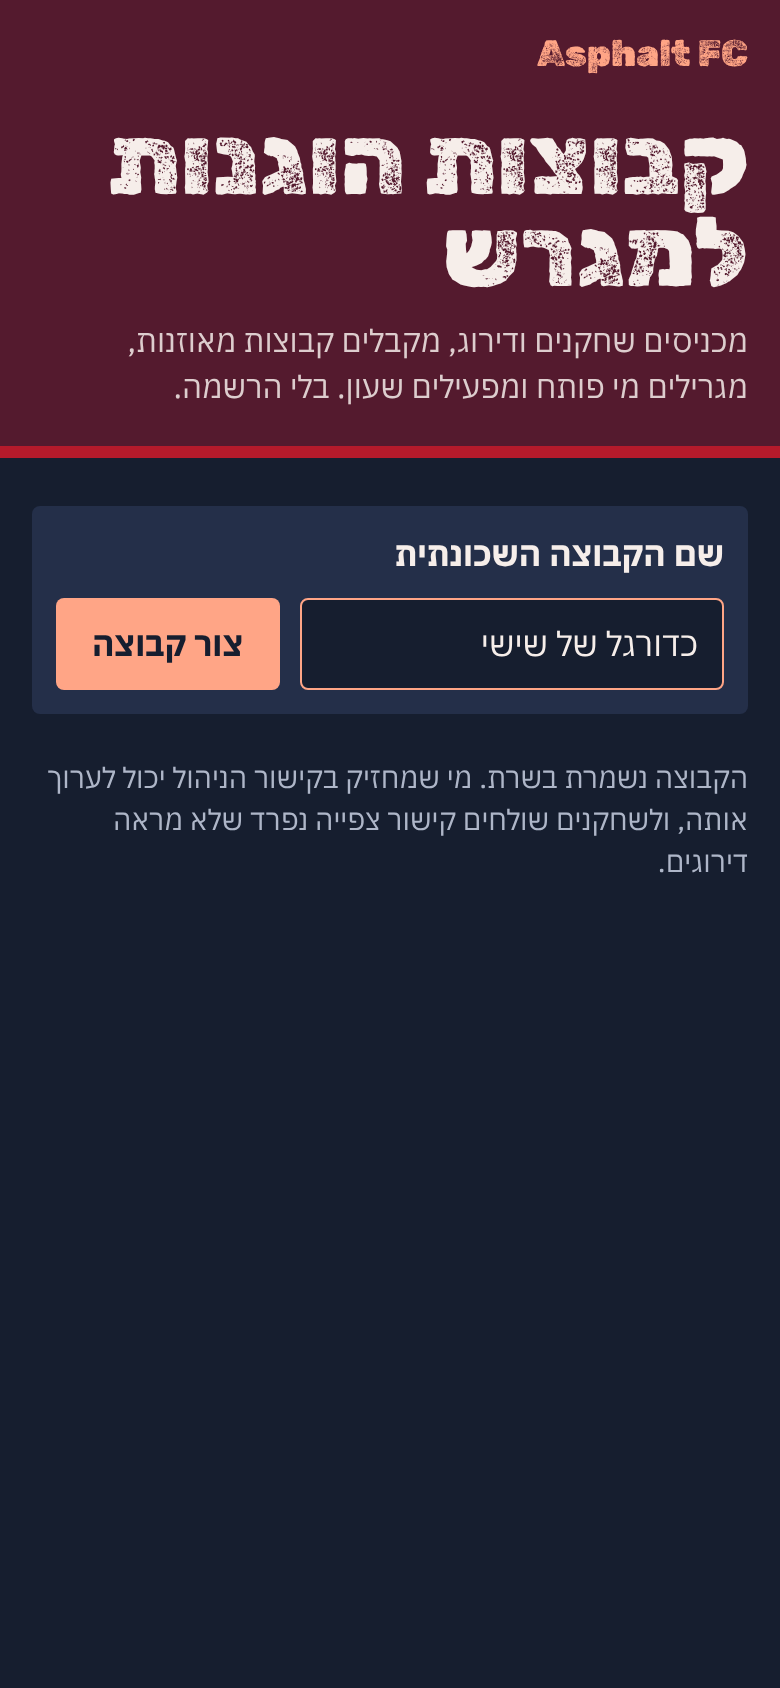 Asphalt FC
קבוצות הוגנות
למגרש
מכניסים שחקנים ודירוג, מקבלים קבוצות מאוזנות,
מגרילים מי פותח ומפעילים שעון. בלי הרשמה.
שם הקבוצה השכונתית
כדורגל של שישי
צור קבוצה
הקבוצה נשמרת בשרת. מי שמחזיק בקישור הניהול יכול לערוך
אותה, ולשחקנים שולחים קישור צפייה נפרד שלא מראה
דירוגים.